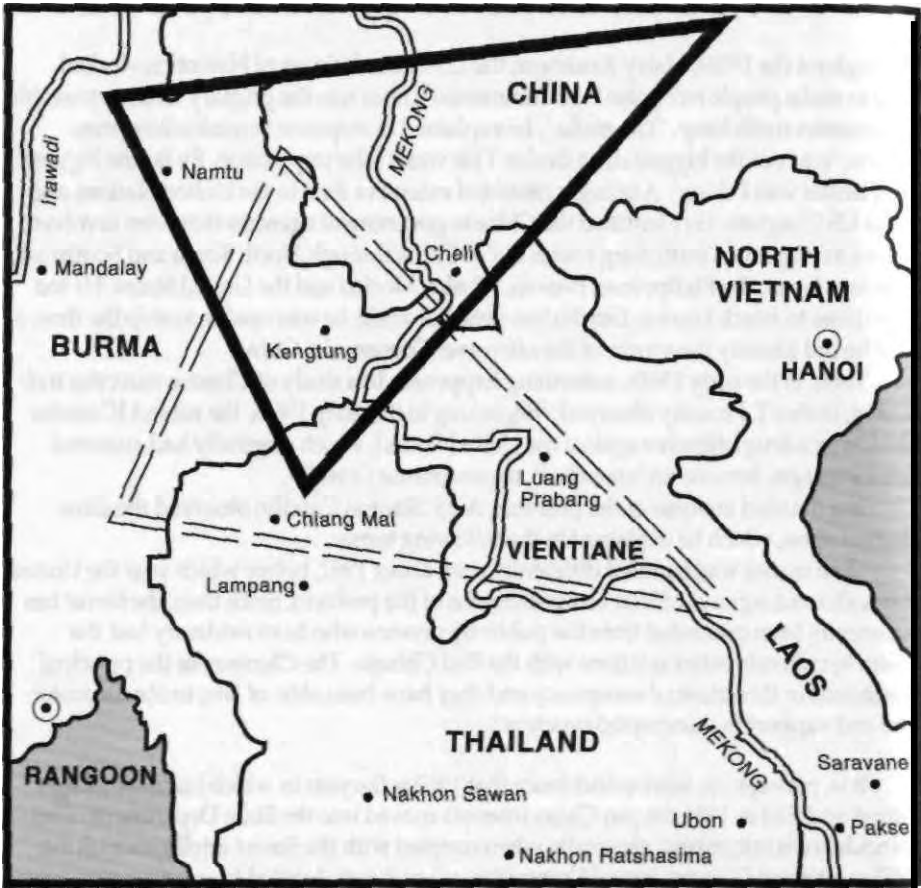 CHINA
MEKONG
Irrawadi
Namtu
Mandalay
Cheli
NORTH
VIETNAM
HANOI
BURMA
Kengtung
Luang
Prabang
Chiang Mai
VIENTIANE
Lampang
LAOS
THAILAND
MEKONG
RANGOON
Saravane
Nakhon Sawan
Ubon
Pakse
Nakhon Ratshasima